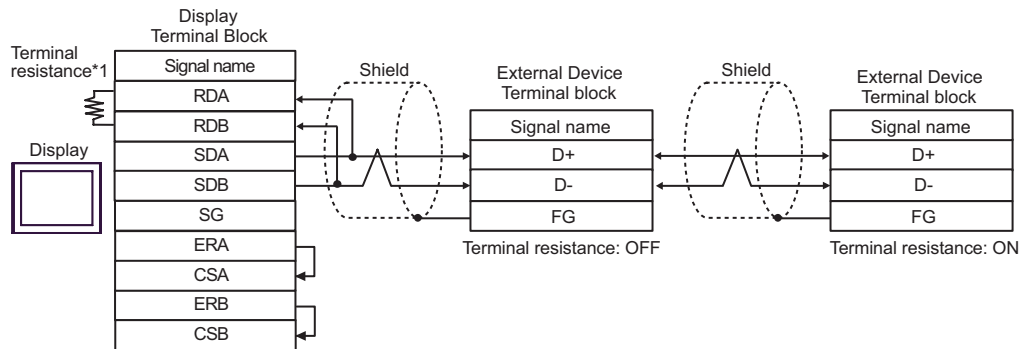 Display
Terminal Block
Terminal
resistance*1
Signal name
RDA
RDB
SDA
SDB
SG
ERA
CSA
ERB
CSB
Display
Shield
External Device
Terminal block
Signal name
D+
D-
FG
Terminal resistance: OFF
Shield
External Device
Terminal block
Signal name
D+
D-
FG
Terminal resistance: ON